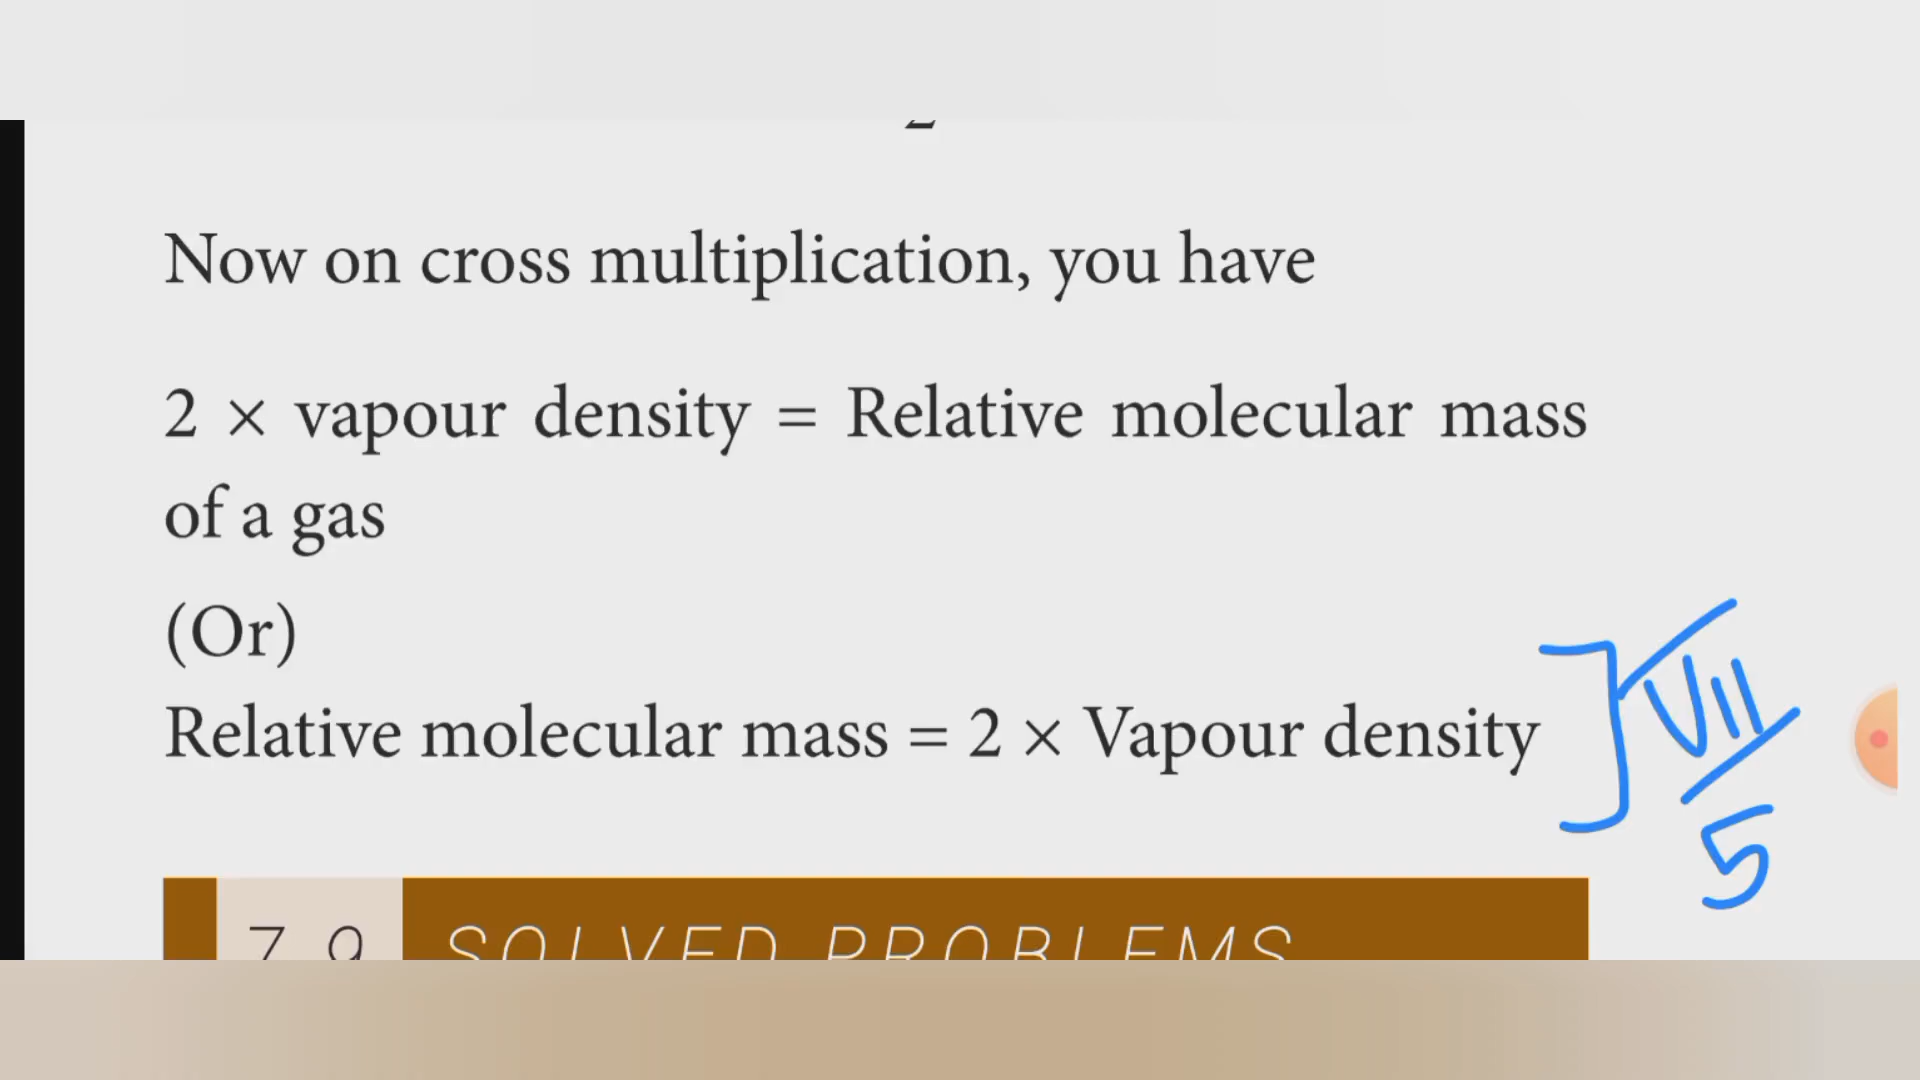 Now on cross multiplication, you have
2 × vapour density = Relative molecular mass
of a gas
(Or)
Relative molecular mass = 2 × Vapour density
VII
5
7.9 SOLVED PROBLEMS